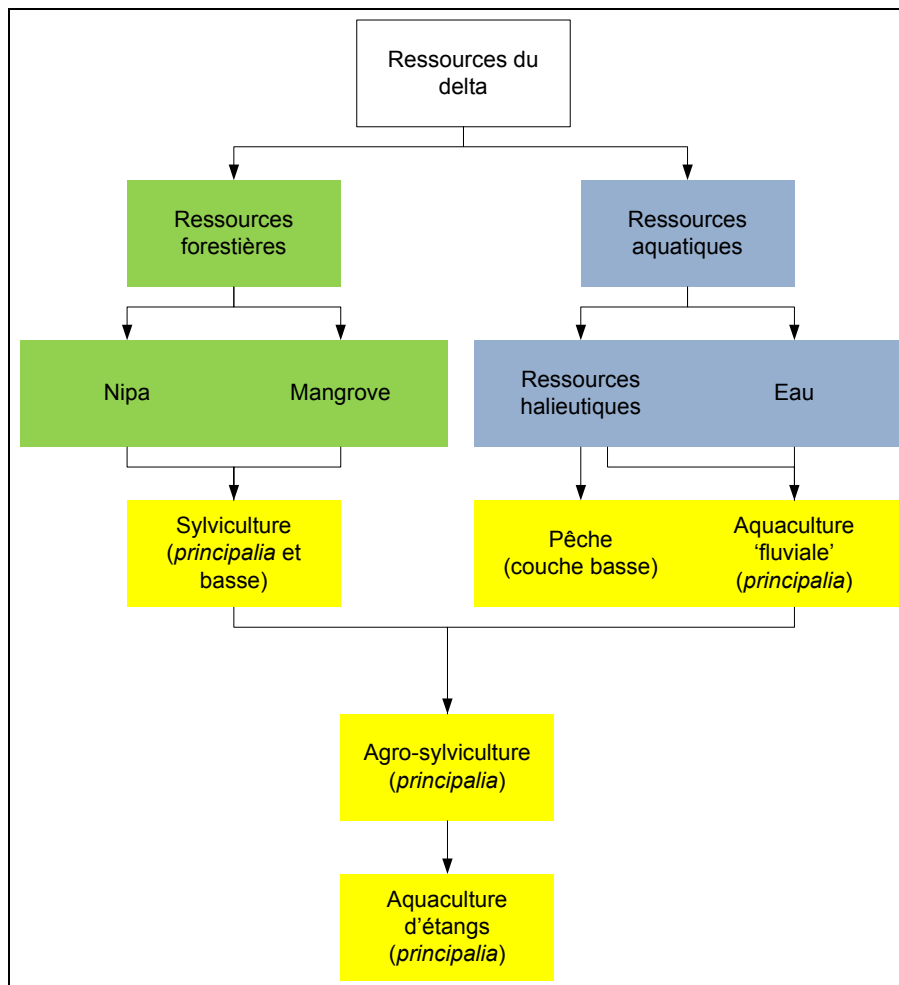 Ressources du
delta
Ressources
forestières
Ressources
aquatiques
Nipa
Mangrove
Ressources
halieutiques
Eau
Sylviculture
(principalia et
basse)
Pêche
(couche basse)
Aquaculture
‘fluviale’
(principalia)
Agro-sylviculture
(principalia)
Aquaculture
d’étangs
(principalia)